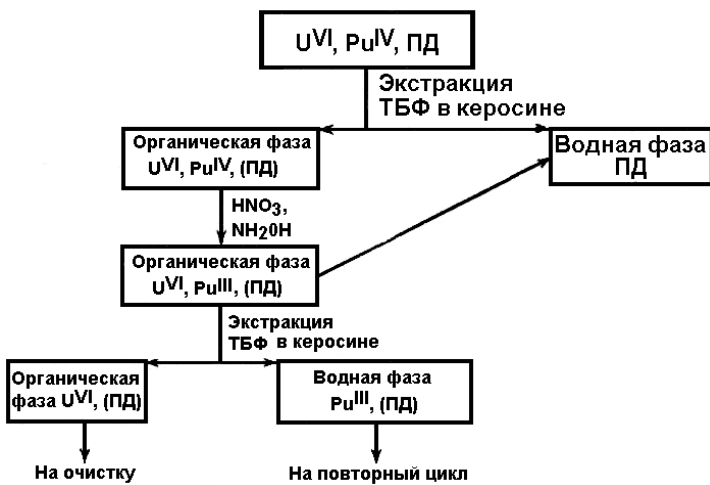 U^VI, Pu^IV, ПД
Экстракция
ТБФ в керосине
Органическая фаза
U^VI, Pu^IV, (ПД)
Водная фаза
ПД
HNO₃,
NH₂0H
Органическая фаза
U^VI, Pu^III, (ПД)
Экстракция
ТБФ в керосине
Органическая
фаза U^VI, (ПД)
Водная фаза
Pu^III, (ПД)
На очистку
На повторный цикл